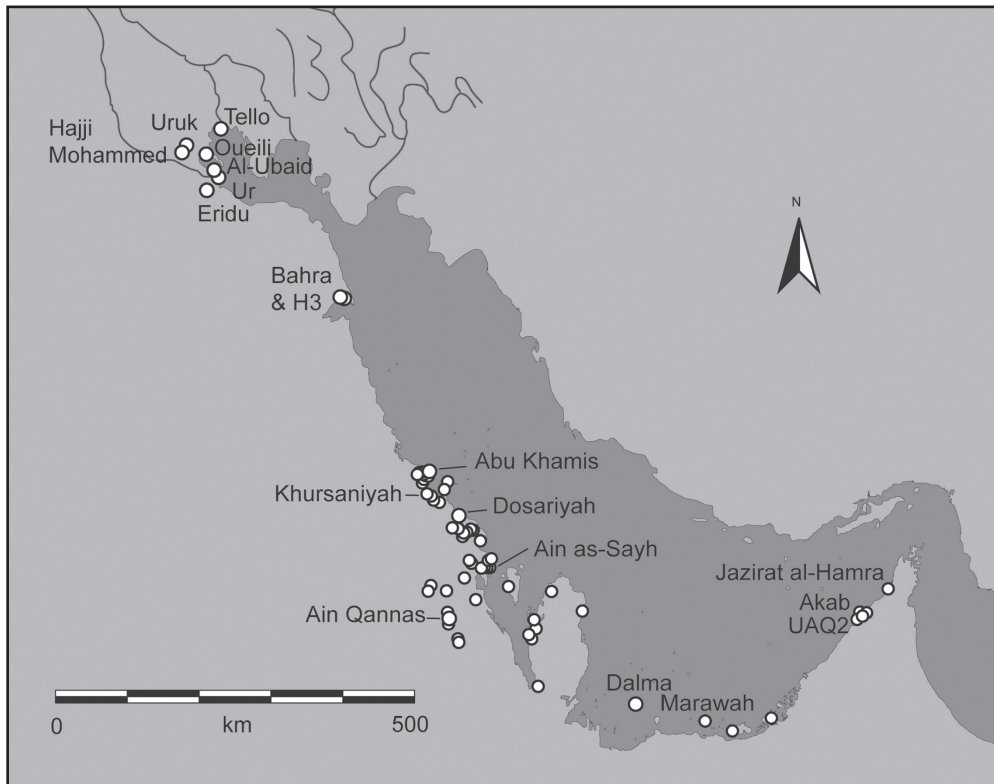 N
Uruk
Tello
Hajji
Mohammed
Oueili
Al-Ubaid
Ur
Eridu
Bahra
& H3
Abu Khamis
Khursaniyah
Dosariyah
Ain as-Sayh
Jazirat al-Hamra
Akab
UAQ2
Ain Qannas
Dalma
Marawah
0 km 500